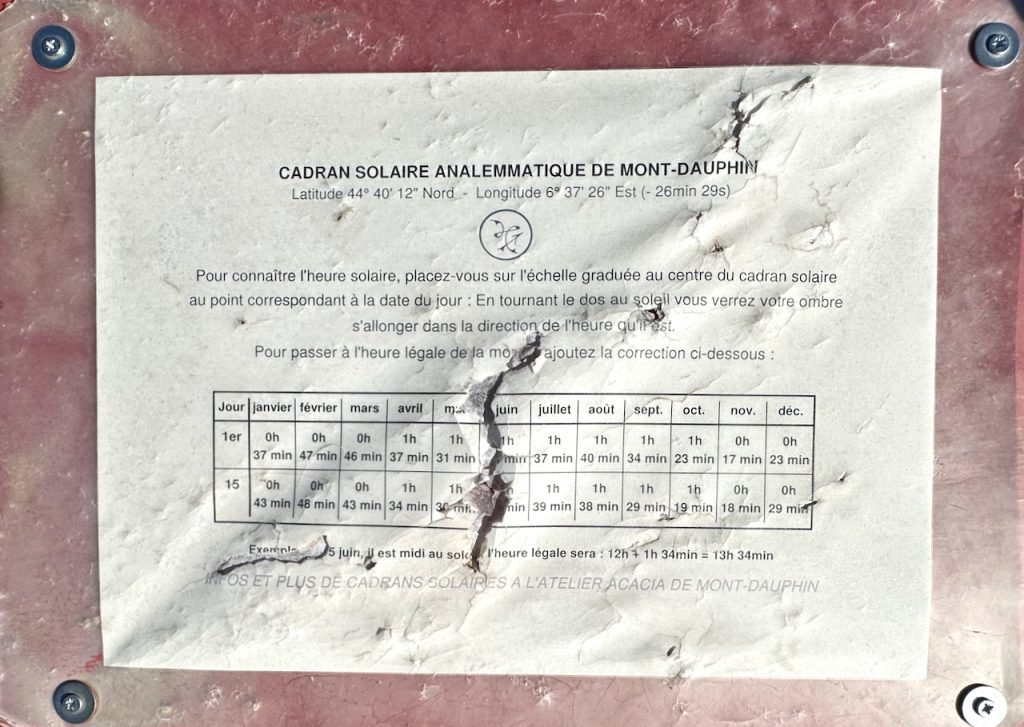 CADRAN SOLAIRE ANALEMMATIQUE DE MONT-DAUPHIN
Latitude 44° 40' 12" Nord - Longitude 6° 37' 26" Est (- 26min 29s)
Pour connaître l'heure solaire, placez-vous sur l'échelle graduée au centre du cadran solaire
au point correspondant à la date du jour : En tournant le dos au soleil vous verrez votre ombre
s'allonger dans la direction de l'heure qu'il est.
Pour passer à l'heure légale de la ajoutez la correction ci-dessous :
Jour janvier février mars avril juin juillet août sept. oct. nov. déc.
1er 0h 0h 0h 1h 1h 1h 1h 1h 1h 1h 0h 0h
37 min 47 min 46 min 37 min 31 min min 37 min 40 min 34 min 23 min 17 min 23 min
15 0h 0h 0h 1h 1h 1h 1h 1h 1h 0h 0h
43 min 48 min 43 min 34 min 30 min 39 min 38 min 29 min 19 min 18 min 29 min
Exemple juin, il est midi au l'heure légale sera : 12h + 1h 34min = 13h 34min
INFOS ET PLUS DE CADRANS SOLAIRES A L'ATELIER ACACIA DE MONT-DAUPHIN